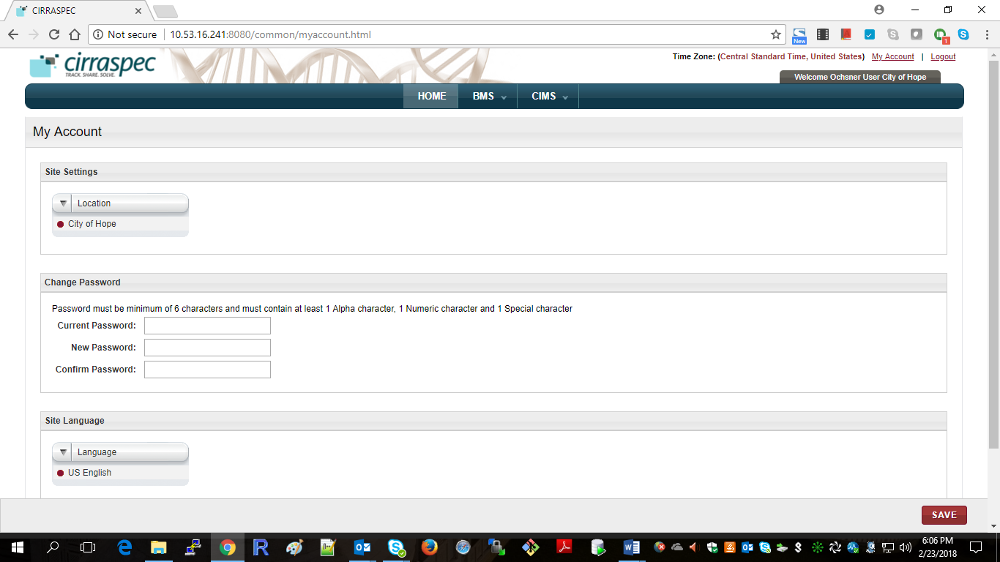 CIRRASPEC
Not secure 10.53.16.241:8080/common/myaccount.html
New
1
cirraspec
TRACK. SHARE. SOLVE.
Time Zone: (Central Standard Time, United States) My Account | Logout
Welcome Ochsner User City of Hope
HOME BMS CIMS
My Account
Site Settings
Location
City of Hope
Change Password
Password must be minimum of 6 characters and must contain at least 1 Alpha character, 1 Numeric character and 1 Special character
Current Password:
New Password:
Confirm Password:
Site Language
Language
US English
SAVE
6:06 PM
2/23/2018